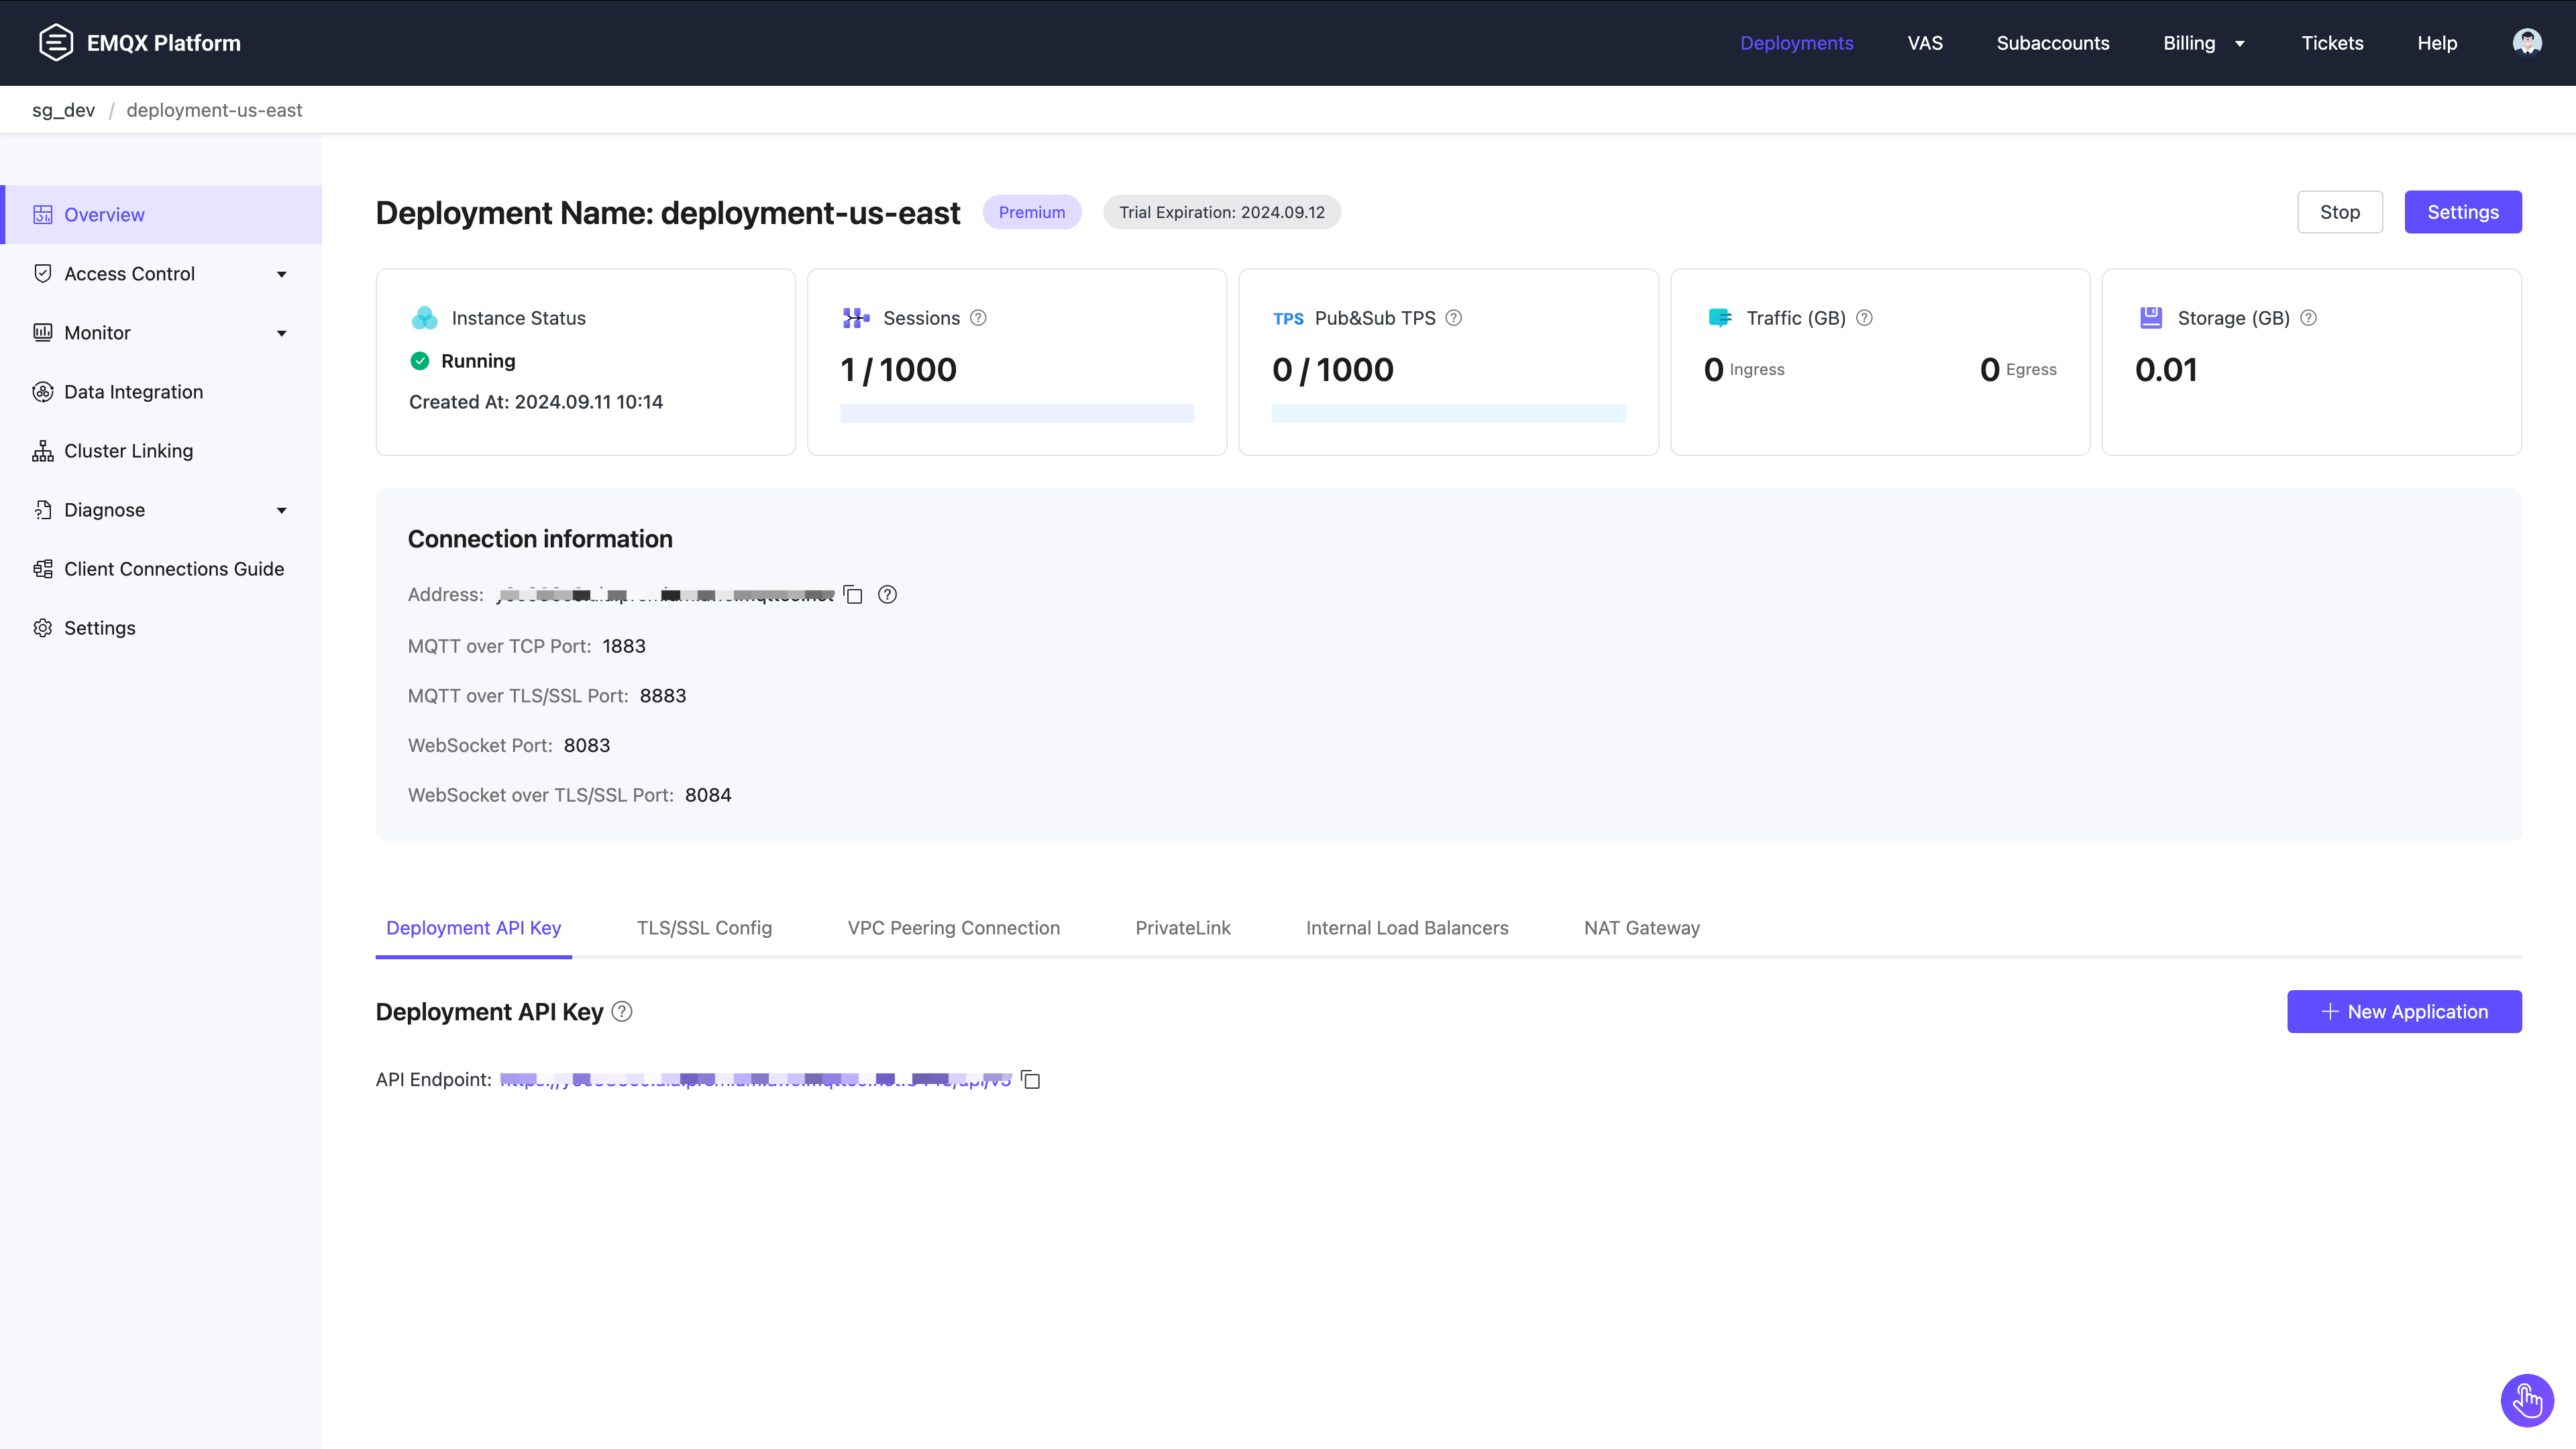 EMQX Platform
Deployments VAS Subaccounts Billing Tickets Help
sg_dev / deployment-us-east
Overview
Access Control
Monitor
Data Integration
Cluster Linking
Diagnose
Client Connections Guide
Settings
Deployment Name: deployment-us-east Premium Trial Expiration: 2024.09.12 Stop Settings
Instance Status
Running
Created At: 2024.09.11 10:14
Sessions
1 / 1000
TPS Pub&Sub TPS
0 / 1000
Traffic (GB)
0 Ingress 0 Egress
Storage (GB)
0.01
Connection information
Address:
MQTT over TCP Port: 1883
MQTT over TLS/SSL Port: 8883
WebSocket Port: 8083
WebSocket over TLS/SSL Port: 8084
Deployment API Key TLS/SSL Config VPC Peering Connection PrivateLink Internal Load Balancers NAT Gateway
Deployment API Key
+ New Application
API Endpoint: